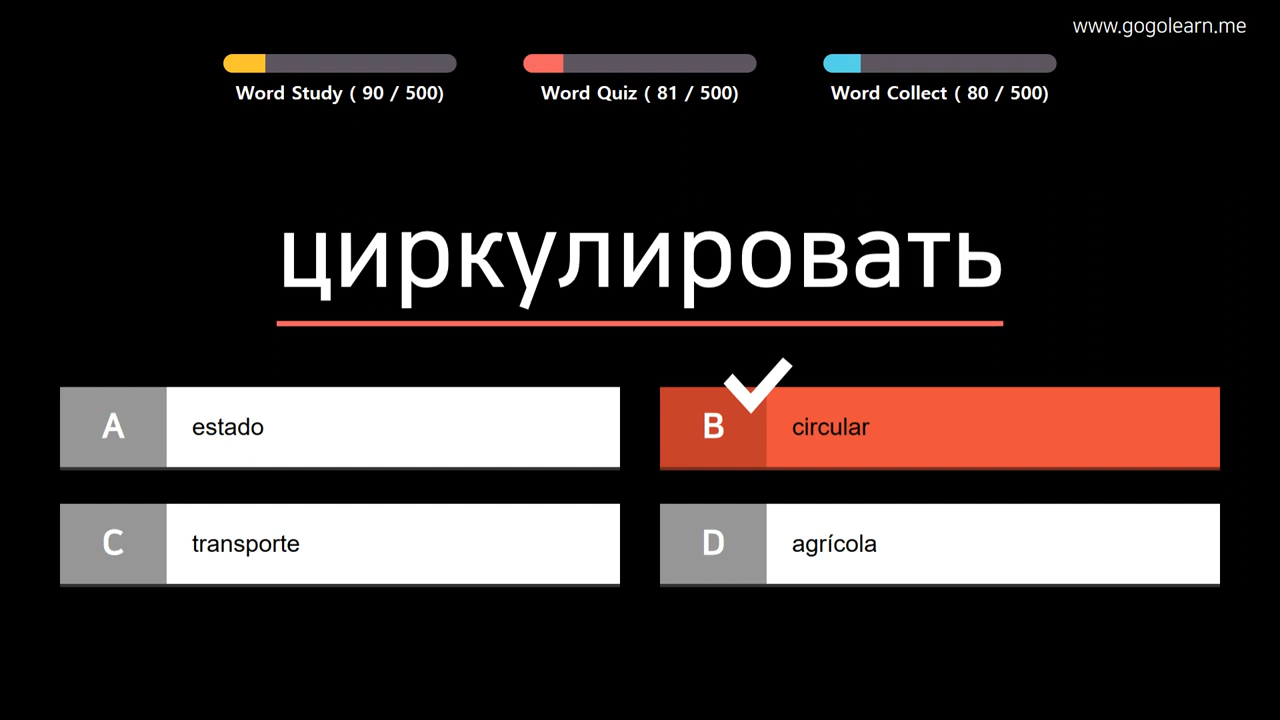 www.gogolearn.me
Word Study ( 90 / 500)
Word Quiz ( 81 / 500)
Word Collect ( 80 / 500)
циркулировать
A estado
B circular
C transporte
D agrícola